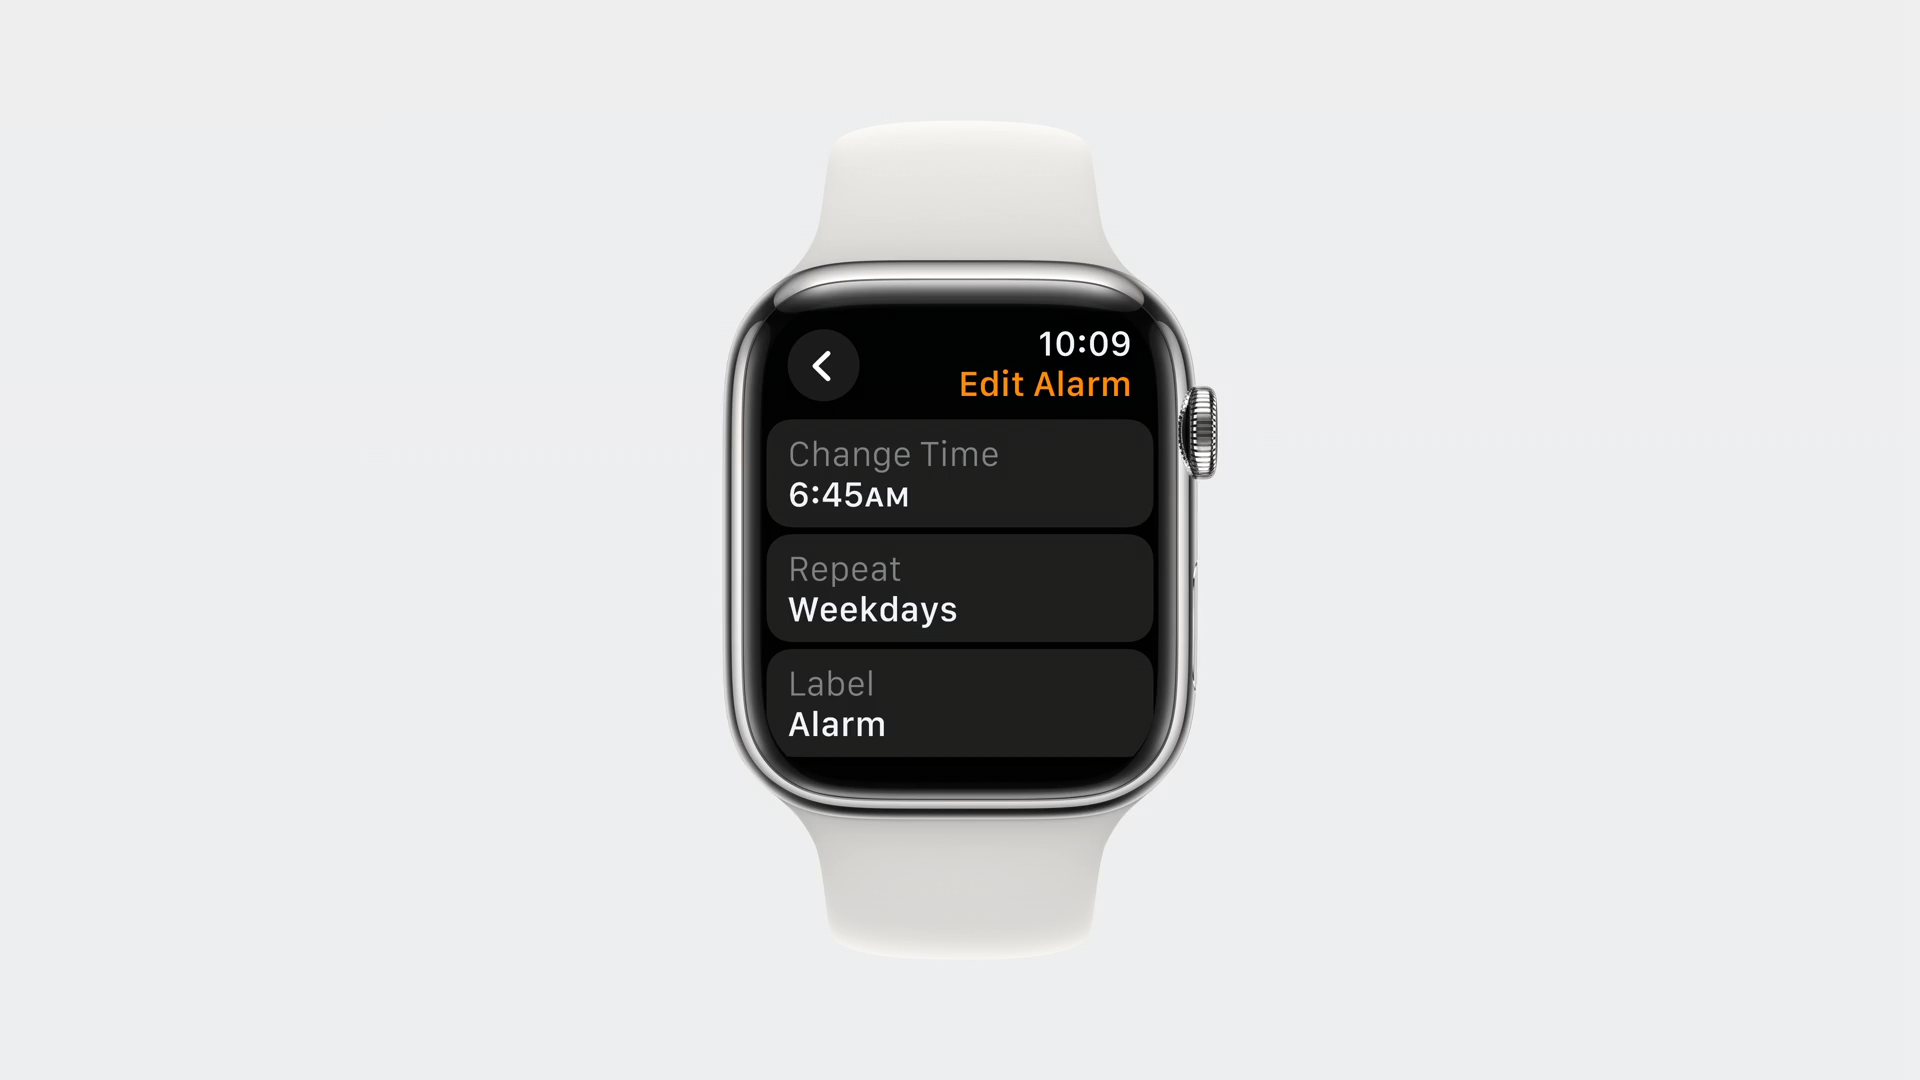 10:09
Edit Alarm
Change Time
6:45AM
Repeat
Weekdays
Label
Alarm